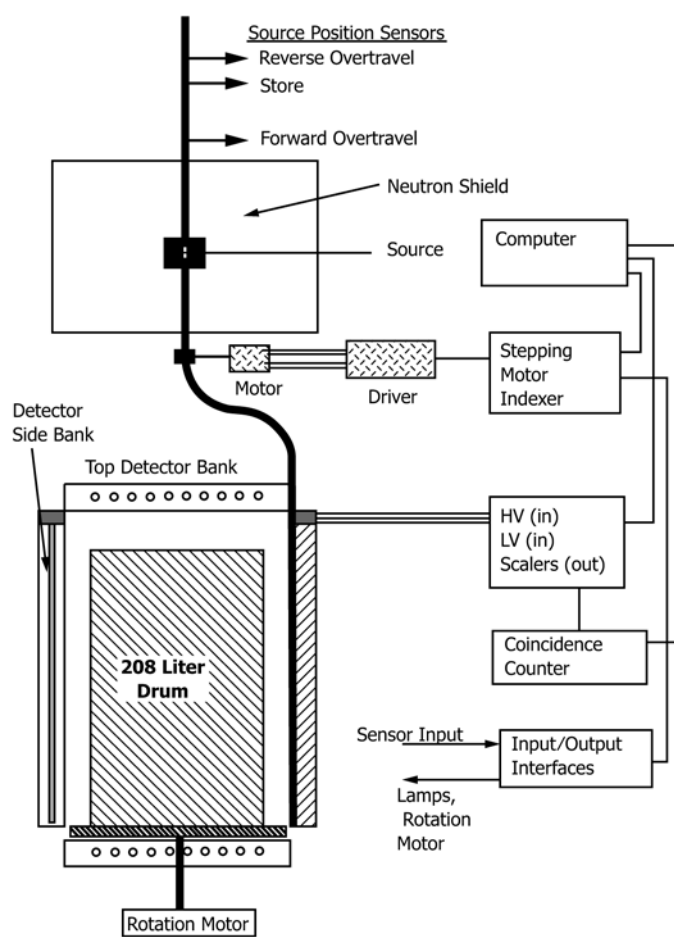 Source Position Sensors
Reverse Overtravel
Store
Forward Overtravel
Neutron Shield
Source
Computer
Stepping
Motor
Indexer
Motor
Driver
Detector
Side Bank
Top Detector Bank
HV (in)
LV (in)
Scalers (out)
208 Liter
Drum
Coincidence
Counter
Sensor Input
Input/Output
Interfaces
Lamps,
Rotation
Motor
Rotation Motor